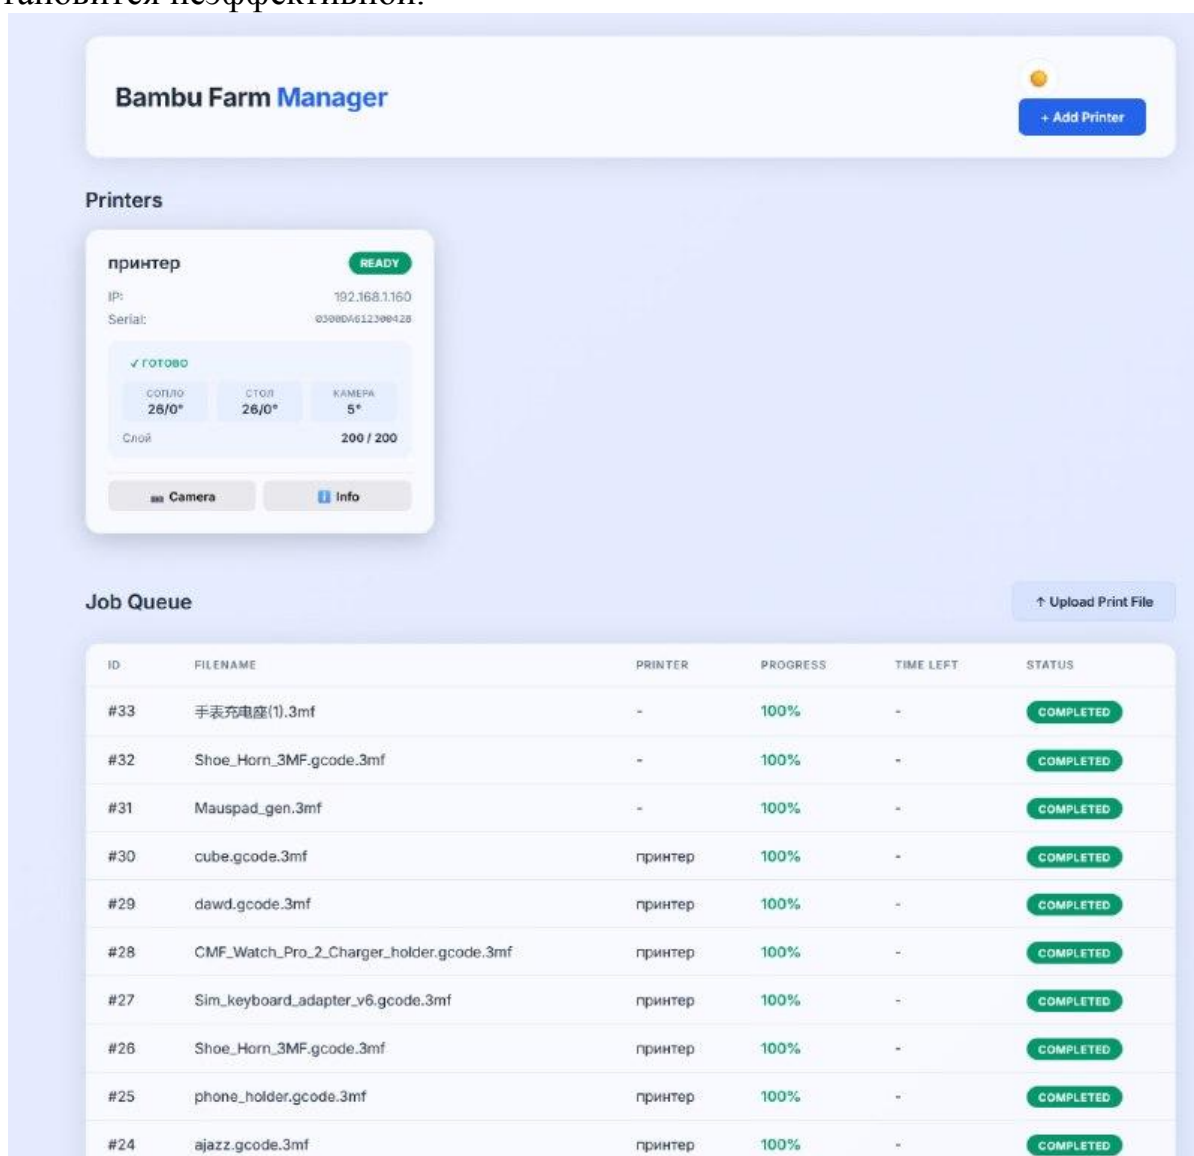 тановится неэффективной.
Bambu Farm Manager
+ Add Printer
Printers
принтер READY
IP: 192.168.1.160
Serial: 0300DA612300428
✓ ГОТОВО
СОПЛО СТОЛ КАМЕРА
26/0° 26/0° 5°
Слой 200 / 200
Camera Info
Job Queue ↑ Upload Print File
ID FILENAME PRINTER PROGRESS TIME LEFT STATUS
#33 手表充电座(1).3mf - 100% - COMPLETED
#32 Shoe_Horn_3MF.gcode.3mf - 100% - COMPLETED
#31 Mauspad_gen.3mf - 100% - COMPLETED
#30 cube.gcode.3mf принтер 100% - COMPLETED
#29 dawd.gcode.3mf принтер 100% - COMPLETED
#28 CMF_Watch_Pro_2_Charger_holder.gcode.3mf принтер 100% - COMPLETED
#27 Sim_keyboard_adapter_v6.gcode.3mf принтер 100% - COMPLETED
#26 Shoe_Horn_3MF.gcode.3mf принтер 100% - COMPLETED
#25 phone_holder.gcode.3mf принтер 100% - COMPLETED
#24 ajazz.gcode.3mf принтер 100% - COMPLETED